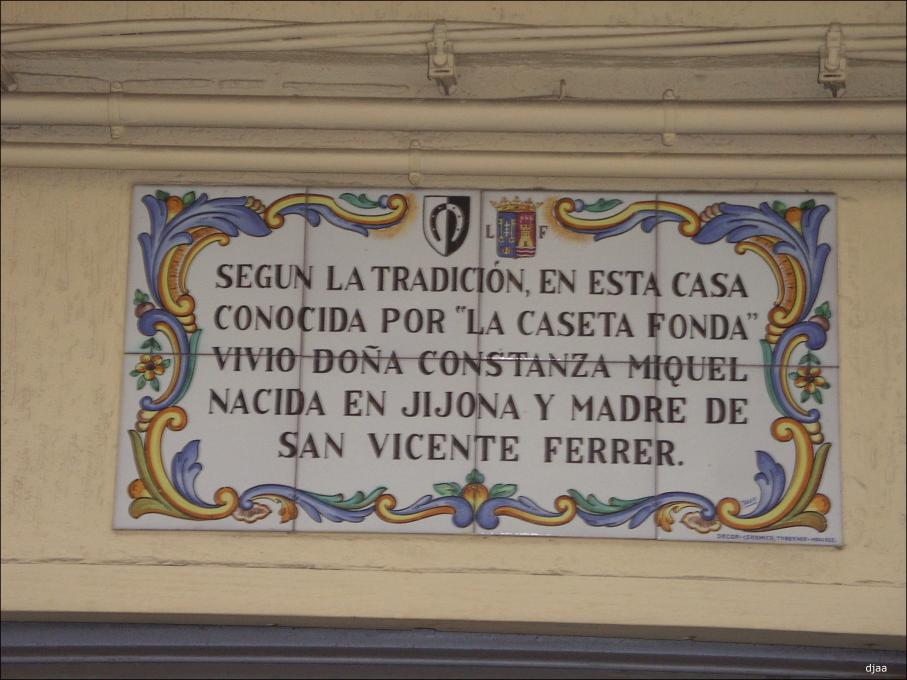 L F
SEGUN LA TRADICIÓN, EN ESTA CASA
CONOCIDA POR "LA CASETA FONDA"
VIVIO DOÑA CONSTANZA MIQUEL
NACIDA EN JIJONA Y MADRE DE
SAN VICENTE FERRER.
djaa